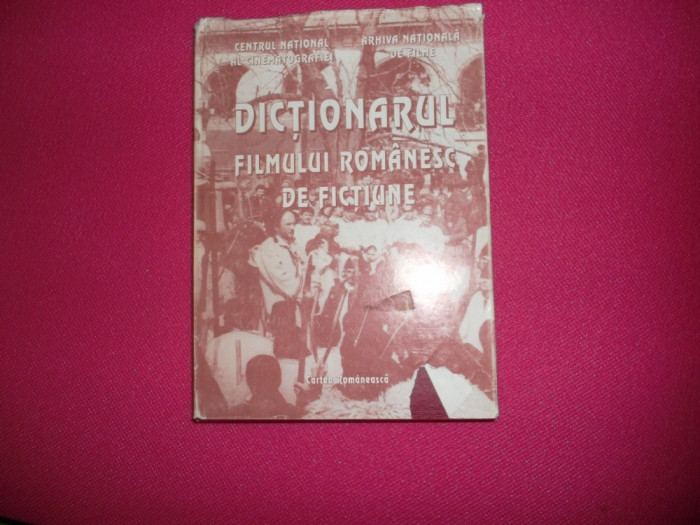 CENTRUL NAȚIONAL
AL CINEMATOGRAFIEI
ARHIVA NAȚIONALĂ
DE FILME
DICȚIONARUL
FILMULUI ROMÂNESC
DE FICȚIUNE
Cartea Românească